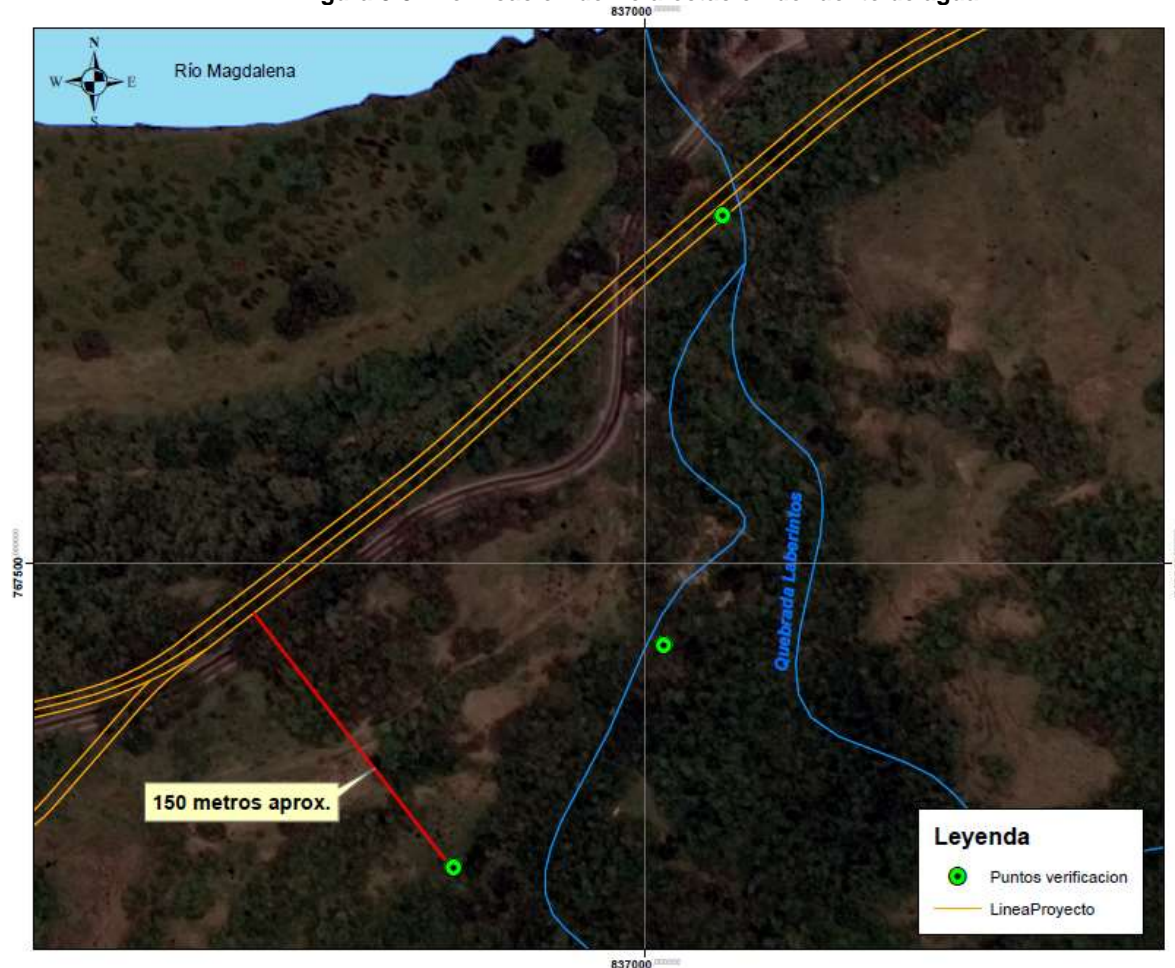 837000
N
W E
S
Río Magdalena
767500
Quebrada Laberintos
150 metros aprox.
Leyenda
Puntos verificacion
LineaProyecto
837000